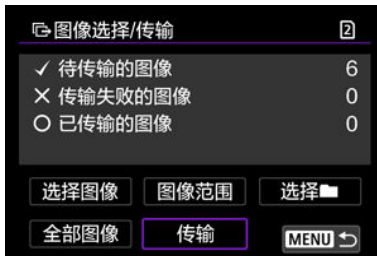 图像选择/传输 2
待传输的图像 6
传输失败的图像 0
已传输的图像 0
选择图像 图像范围 选择
全部图像 传输 MENU